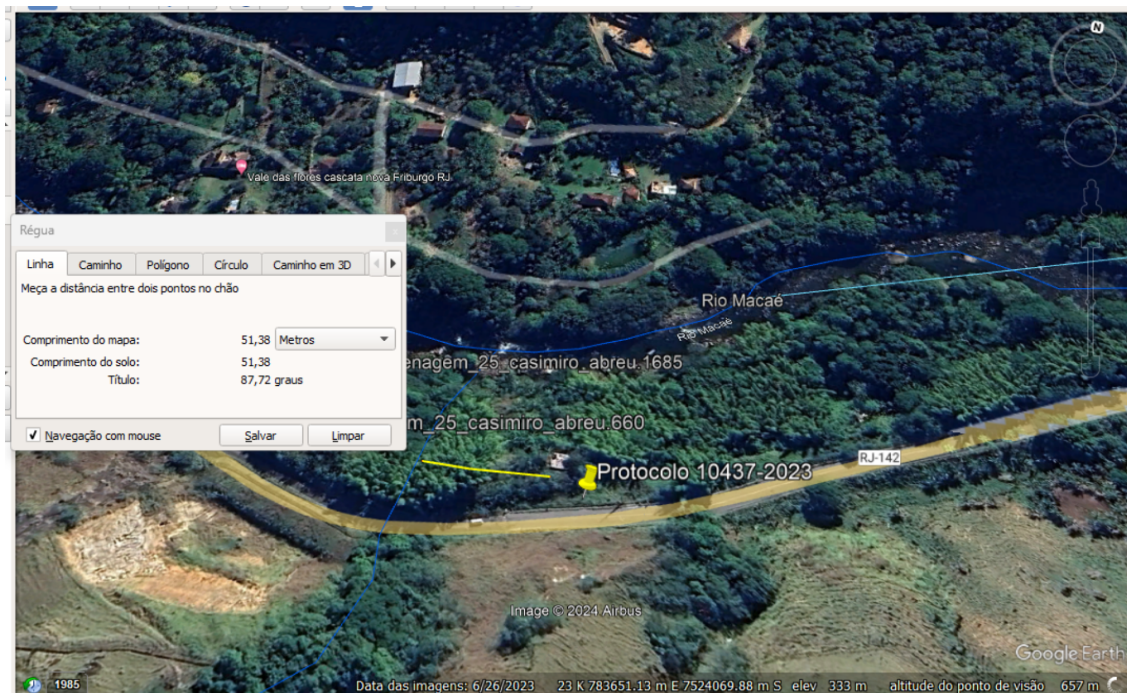 N
Vale das flores cascata nova Friburgo RJ
Régua
Linha
Caminho
Polígono
Círculo
Caminho em 3D
Meça a distância entre dois pontos no chão
Comprimento do mapa: 51,38 Metros
Comprimento do solo: 51,38
Título: 87,72 graus
Navegação com mouse
Salvar
Limpar
Rio Macaé
Rio Macaé
enagem_25_casimiro_abreu.1685
m_25_casimiro_abreu.660
RJ-142
Protocolo 10437-2023
Image © 2024 Airbus
Google Earth
1985
Data das imagens: 6/26/2023 23 K 783651.13 m E 7524069.88 m S elev 333 m altitude do ponto de visão 657 m